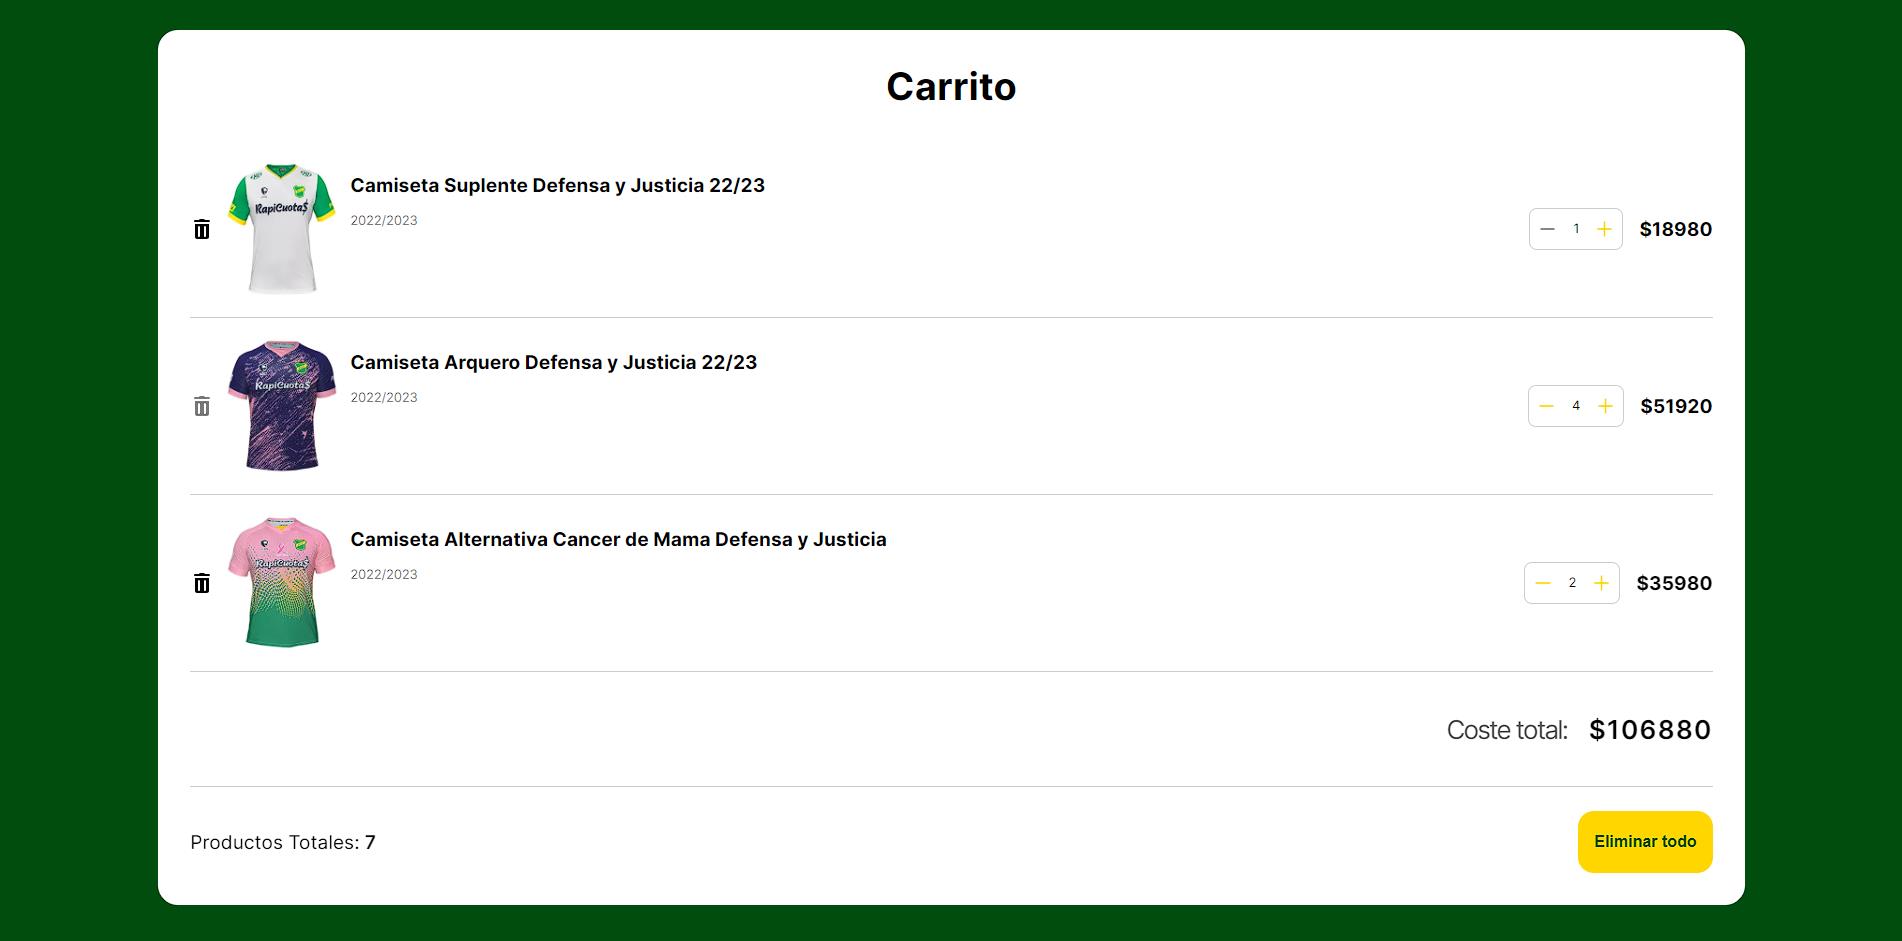 Carrito
RapiCuota$
Camiseta Suplente Defensa y Justicia 22/23
2022/2023
1
$18980
RapiCuota$
Camiseta Arquero Defensa y Justicia 22/23
2022/2023
4
$51920
RapiCuota$
Camiseta Alternativa Cancer de Mama Defensa y Justicia
2022/2023
2
$35980
Coste total: $106880
Productos Totales: 7
Eliminar todo